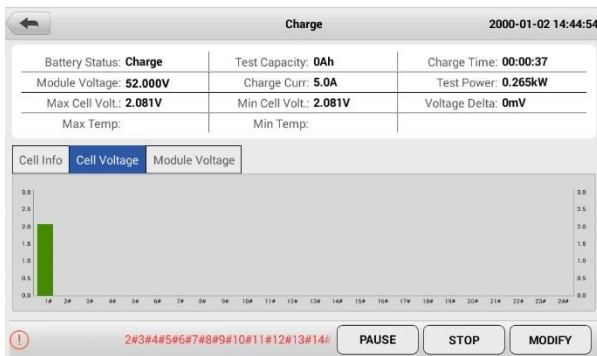 Charge 2000-01-02 14:44:54
Battery Status: Charge Test Capacity: 0Ah Charge Time: 00:00:37
Module Voltage: 52.000V Charge Curr: 5.0A Test Power: 0.265kW
Max Cell Volt.: 2.081V Min Cell Volt.: 2.081V Voltage Delta: 0mV
Max Temp: Min Temp:
Cell Info Cell Voltage Module Voltage
3.0 3.0
2.5 2.5
2.0 2.0
1.5 1.5
1.0 1.0
0.5 0.5
0.0 0.0
1# 2# 3# 4# 5# 6# 7# 8# 9# 10# 11# 12# 13# 14# 15# 16# 17# 18# 19# 20# 21# 22# 23# 24#
2#3#4#5#6#7#8#9#10#11#12#13#14# PAUSE STOP MODIFY